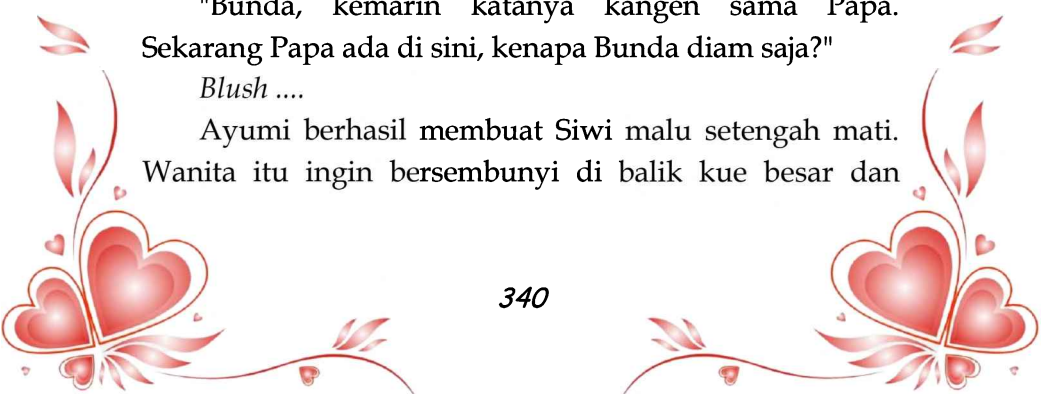 "Bunda, kemarin katanya kangen sama Papa.
Sekarang Papa ada di sini, kenapa Bunda diam saja?"
Blush ....
Ayumi berhasil membuat Siwi malu setengah mati.
Wanita itu ingin bersembunyi di balik kue besar dan
340